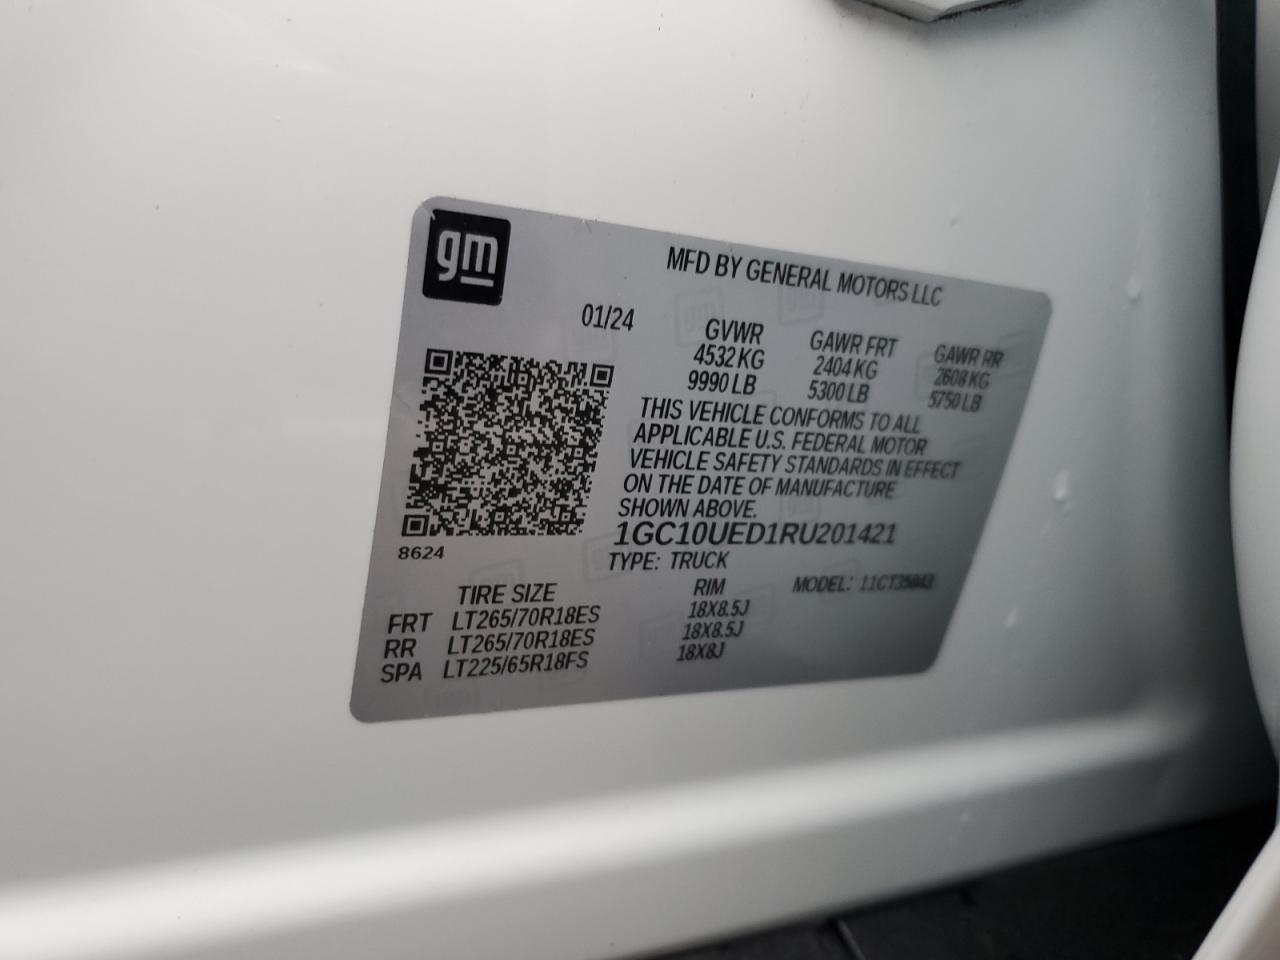 gm
MFD BY GENERAL MOTORS LLC
01/24
GVWR GAWR FRT GAWR RR
4532 KG 2404 KG 2608 KG
9990 LB 5300 LB 5750 LB
THIS VEHICLE CONFORMS TO ALL
APPLICABLE U.S. FEDERAL MOTOR
VEHICLE SAFETY STANDARDS IN EFFECT
ON THE DATE OF MANUFACTURE
SHOWN ABOVE.
1GC10UED1RU201421
8624
TYPE: TRUCK
TIRE SIZE RIM MODEL:
FRT LT265/70R18ES 18X8.5J
RR LT265/70R18ES 18X8.5J
SPA LT225/65R18FS 18X8J